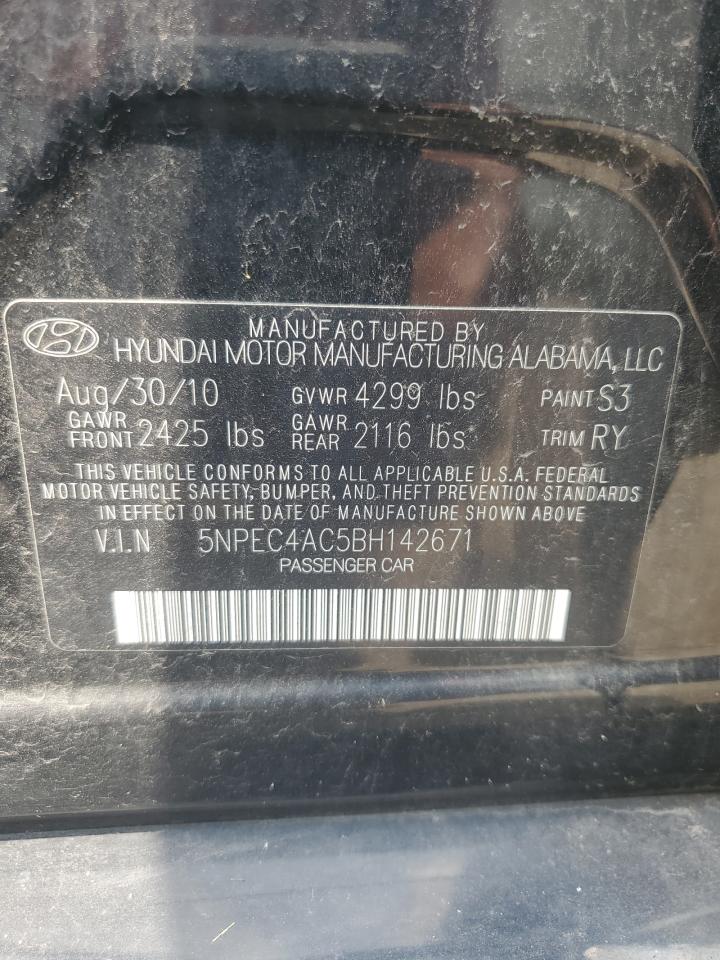 MANUFACTURED BY
HYUNDAI MOTOR MANUFACTURING ALABAMA, LLC
Aug/30/10 GVWR 4299 lbs PAINT S3
GAWR FRONT 2425 lbs GAWR REAR 2116 lbs TRIM RY
THIS VEHICLE CONFORMS TO ALL APPLICABLE U.S.A. FEDERAL
MOTOR VEHICLE SAFETY, BUMPER, AND THEFT PREVENTION STANDARDS
IN EFFECT ON THE DATE OF MANUFACTURE SHOWN ABOVE
V.I.N 5NPEC4AC5BH142671
PASSENGER CAR